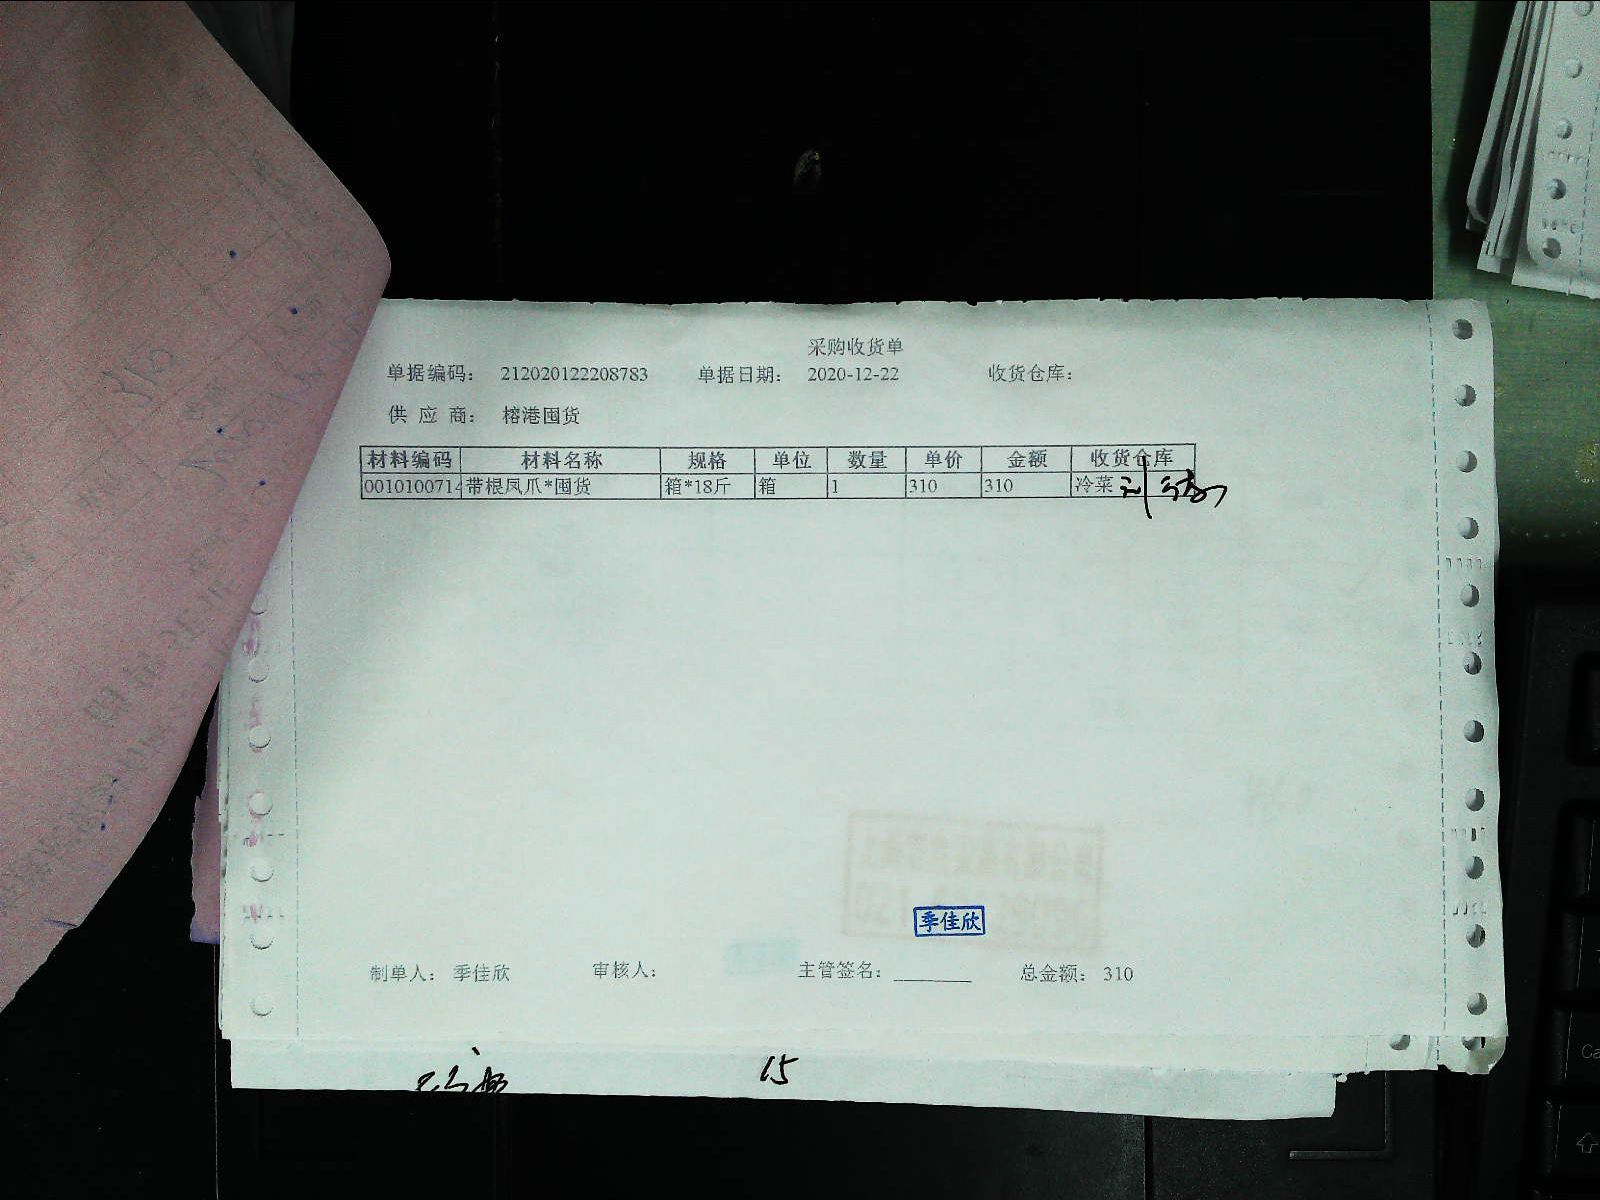 采购收货单
单据编码： 212020122208783 单据日期： 2020-12-22 收货仓库：
供 应 商： 榕港囤货
材料编码 材料名称 规格 单位 数量 单价 金额 收货仓库
0010100714 带根凤爪*囤货 箱*18斤 箱 1 310 310 冷菜
季佳欣
制单人： 季佳欣 审核人： 主管签名：________ 总金额： 310
15